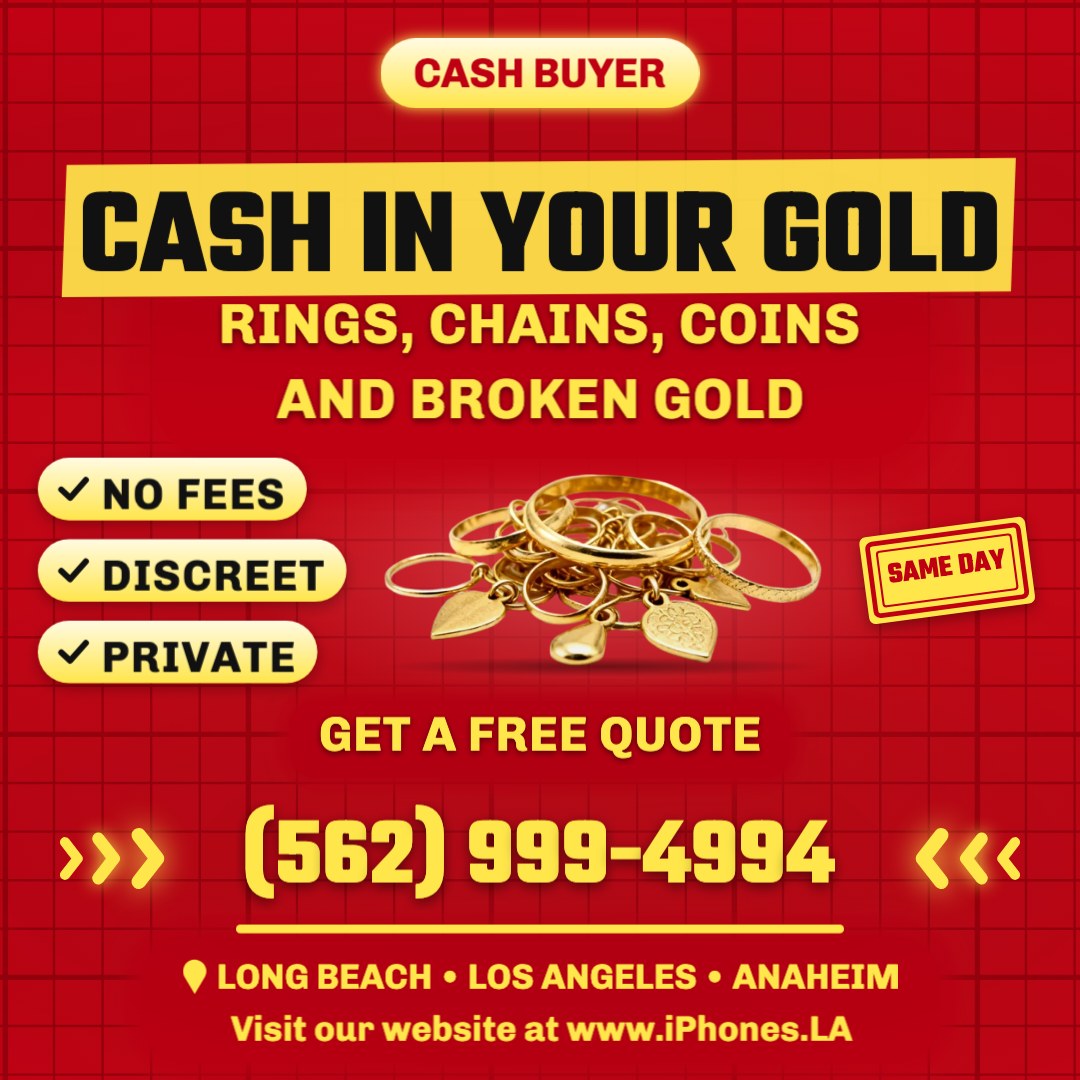 CASH BUYER
CASH IN YOUR GOLD
RINGS, CHAINS, COINS
AND BROKEN GOLD
✓ NO FEES
✓ DISCREET
✓ PRIVATE
SAME DAY
GET A FREE QUOTE
(562) 999-4994
LONG BEACH • LOS ANGELES • ANAHEIM
Visit our website at www.iPhones.LA